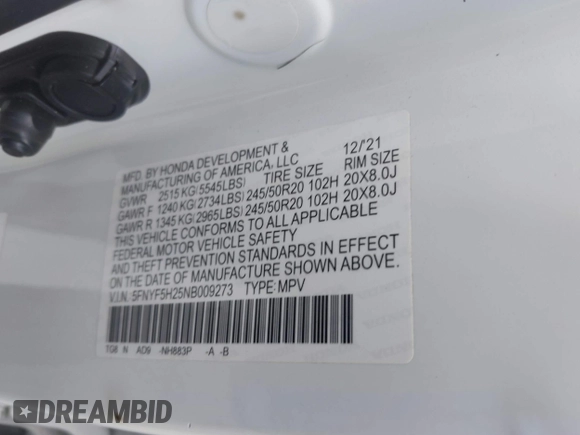 MFD. BY HONDA DEVELOPMENT & 12/'21
MANUFACTURING OF AMERICA, LLC
GVWR 2515 KG(5545LBS) TIRE SIZE RIM SIZE
GAWR F 1240 KG(2734LBS) 245/50R20 102H 20X8.0J
GAWR R 1345 KG(2965LBS) 245/50R20 102H 20X8.0J
THIS VEHICLE CONFORMS TO ALL APPLICABLE
FEDERAL MOTOR VEHICLE SAFETY
AND THEFT PREVENTION STANDARDS IN EFFECT
ON THE DATE OF MANUFACTURE SHOWN ABOVE.
V.I.N.: 5FNYF5H25NB009273 TYPE: MPV
TG8 N AD9 -NH883P -A -B
DREAMBID